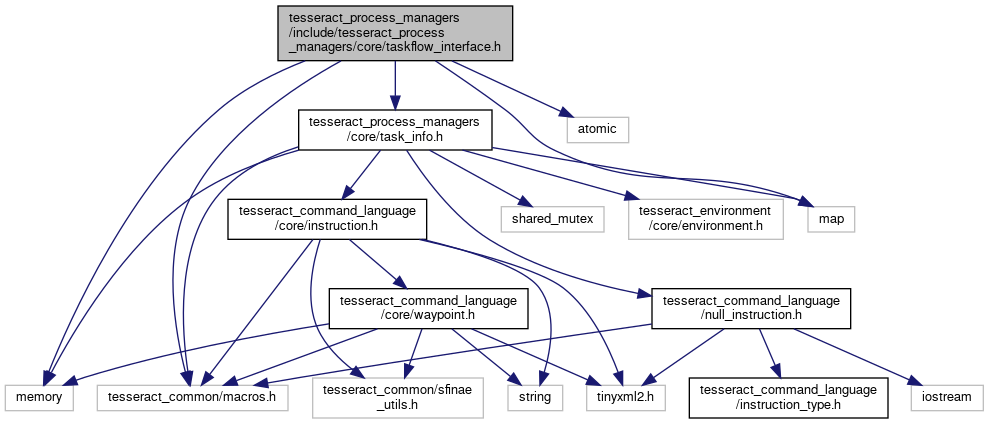 tesseract_process_managers
/include/tesseract_process
_managers/core/taskflow_interface.h
tesseract_process_managers
/core/task_info.h
atomic
tesseract_command_language
/core/instruction.h
shared_mutex
tesseract_environment
/core/environment.h
map
tesseract_command_language
/core/waypoint.h
tesseract_command_language
/null_instruction.h
memory
tesseract_common/macros.h
tesseract_common/sfinae
_utils.h
string
tinyxml2.h
tesseract_command_language
/instruction_type.h
iostream